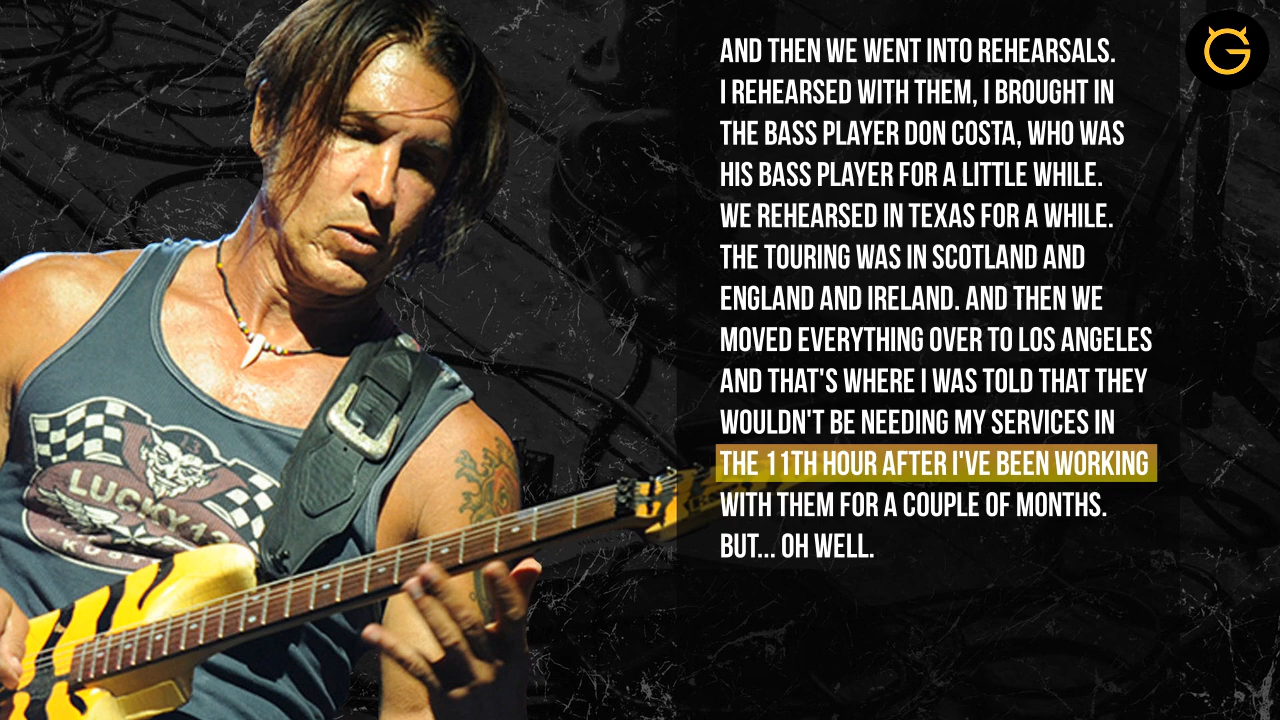 AND THEN WE WENT INTO REHEARSALS.
I REHEARSED WITH THEM, I BROUGHT IN
THE BASS PLAYER DON COSTA, WHO WAS
HIS BASS PLAYER FOR A LITTLE WHILE.
WE REHEARSED IN TEXAS FOR A WHILE.
THE TOURING WAS IN SCOTLAND AND
ENGLAND AND IRELAND. AND THEN WE
MOVED EVERYTHING OVER TO LOS ANGELES
AND THAT'S WHERE I WAS TOLD THAT THEY
WOULDN'T BE NEEDING MY SERVICES IN
THE 11TH HOUR AFTER I'VE BEEN WORKING
WITH THEM FOR A COUPLE OF MONTHS.
BUT... OH WELL.
G
LUCKY 13